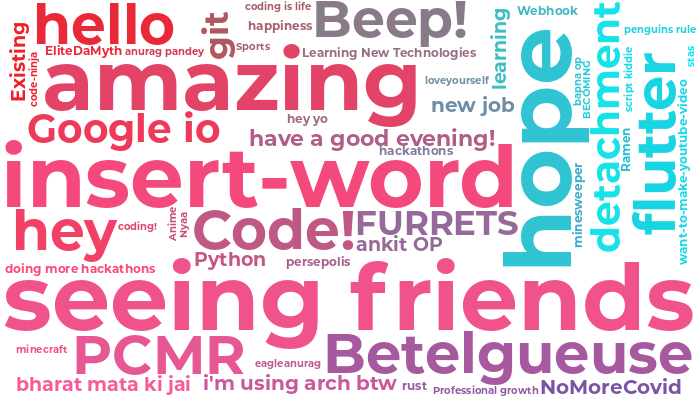 hello
Existing
code-ninja
EliteDaMyth
anurag pandey
git
Sports
coding is life
happiness
Beep!
Learning New Technologies
learning
Webhook
penguins rule
amazing
loveyourself
new job
Google io
hey yo
have a good evening!
hackathons
hope
bapna op
BECOMING
detachment
script kiddie
Ramen
flutter
stas
want-to-make-youtube-video
minesweeper
insert-word
hey
coding!
Anime
Nyaa
Code!
FURRETS
ankit OP
Python
persepolis
doing more hackathons
seeing friends
minecraft
PCMR
eagleanurag
Betelgueuse
bharat mata ki jai
i'm using arch btw
rust
Professional growth
NoMoreCovid